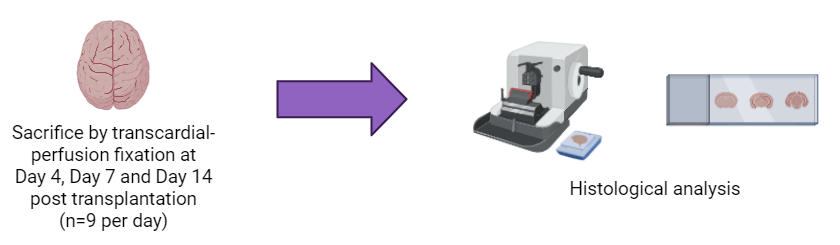 Sacrifice by transcardial-
perfusion fixation at
Day 4, Day 7 and Day 14
post transplantation
(n=9 per day)
Histological analysis